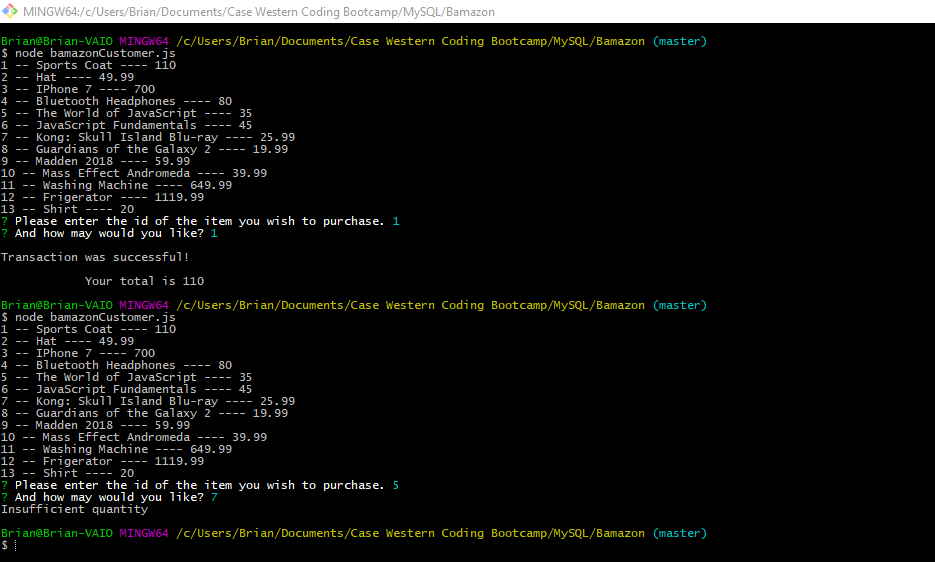 MINGW64:/c/Users/Brian/Documents/Case Western Coding Bootcamp/MySQL/Bamazon
Brian@Brian-VAIO MINGW64 /c/Users/Brian/Documents/Case Western Coding Bootcamp/MySQL/Bamazon (master)
$ node bamazonCustomer.js
1 -- Sports Coat ---- 110
2 -- Hat ---- 49.99
3 -- IPhone 7 ---- 700
4 -- Bluetooth Headphones ---- 80
5 -- The World of JavaScript ---- 35
6 -- JavaScript Fundamentals ---- 45
7 -- Kong: Skull Island Blu-ray ---- 25.99
8 -- Guardians of the Galaxy 2 ---- 19.99
9 -- Madden 2018 ---- 59.99
10 -- Mass Effect Andromeda ---- 39.99
11 -- Washing Machine ---- 649.99
12 -- Frigerator ---- 1119.99
13 -- Shirt ---- 20
? Please enter the id of the item you wish to purchase. 1
? And how may would you like? 1
Transaction was successful!
Your total is 110
Brian@Brian-VAIO MINGW64 /c/Users/Brian/Documents/Case Western Coding Bootcamp/MySQL/Bamazon (master)
$ node bamazonCustomer.js
1 -- Sports Coat ---- 110
2 -- Hat ---- 49.99
3 -- IPhone 7 ---- 700
4 -- Bluetooth Headphones ---- 80
5 -- The World of JavaScript ---- 35
6 -- JavaScript Fundamentals ---- 45
7 -- Kong: Skull Island Blu-ray ---- 25.99
8 -- Guardians of the Galaxy 2 ---- 19.99
9 -- Madden 2018 ---- 59.99
10 -- Mass Effect Andromeda ---- 39.99
11 -- Washing Machine ---- 649.99
12 -- Frigerator ---- 1119.99
13 -- Shirt ---- 20
? Please enter the id of the item you wish to purchase. 5
? And how may would you like? 7
Insufficient quantity
Brian@Brian-VAIO MINGW64 /c/Users/Brian/Documents/Case Western Coding Bootcamp/MySQL/Bamazon (master)
$